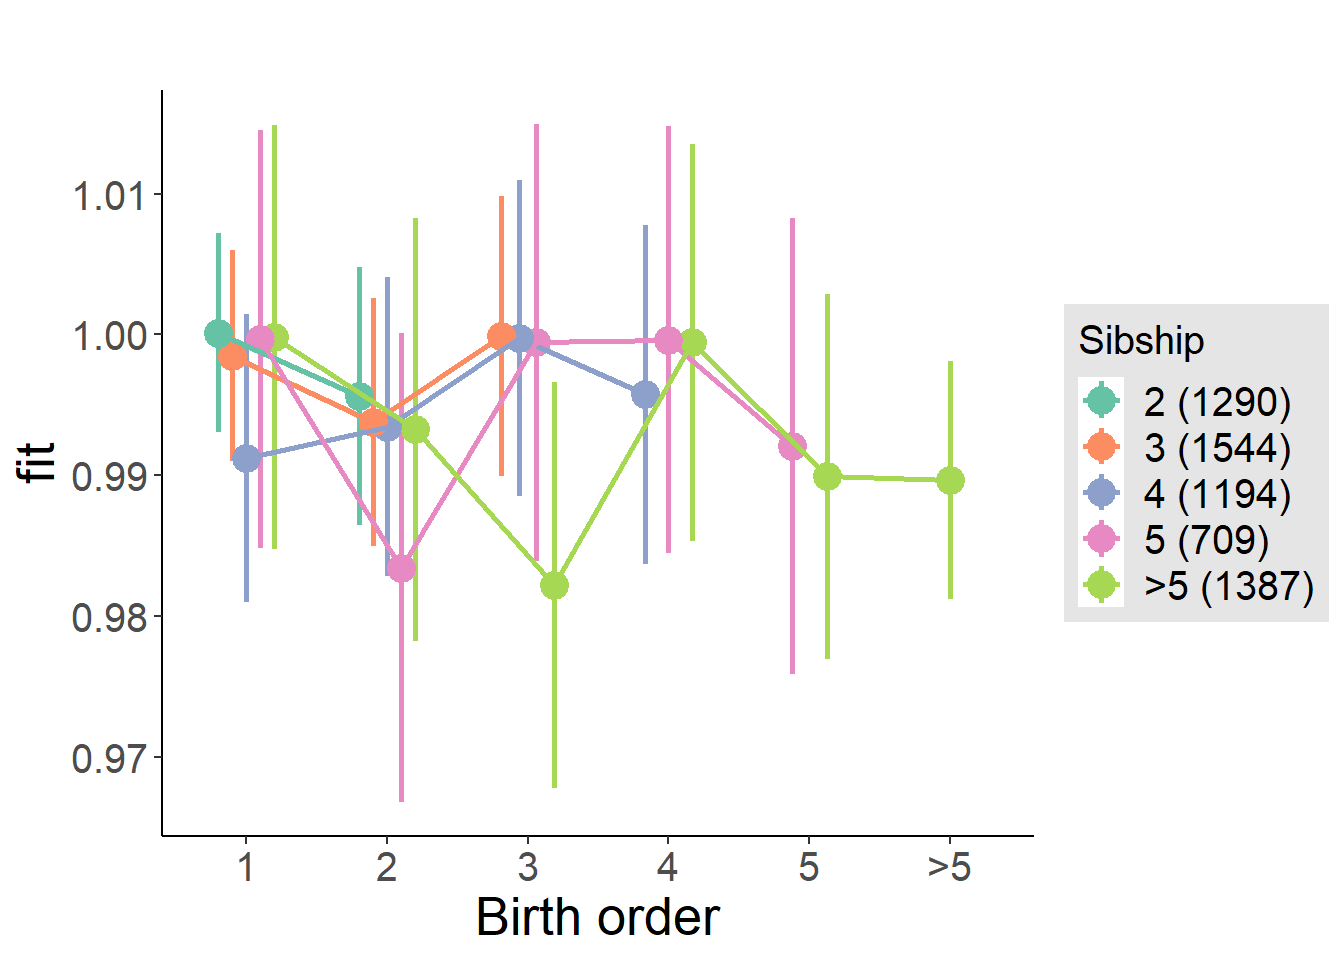 1.01
1.00
0.99
0.98
0.97
fit
1 2 3 4 5 >5
Birth order
Sibship
2 (1290)
3 (1544)
4 (1194)
5 (709)
>5 (1387)